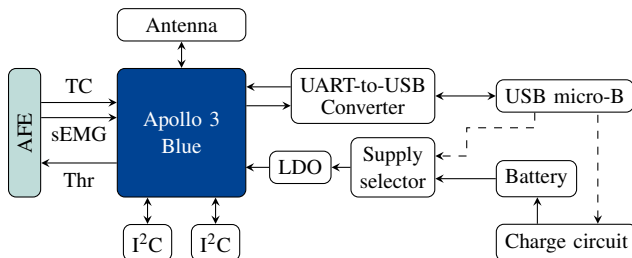 Antenna
AFE
TC
sEMG
Thr
Apollo 3
Blue
UART-to-USB
Converter
USB micro-B
LDO
Supply
selector
Battery
I²C
I²C
Charge circuit